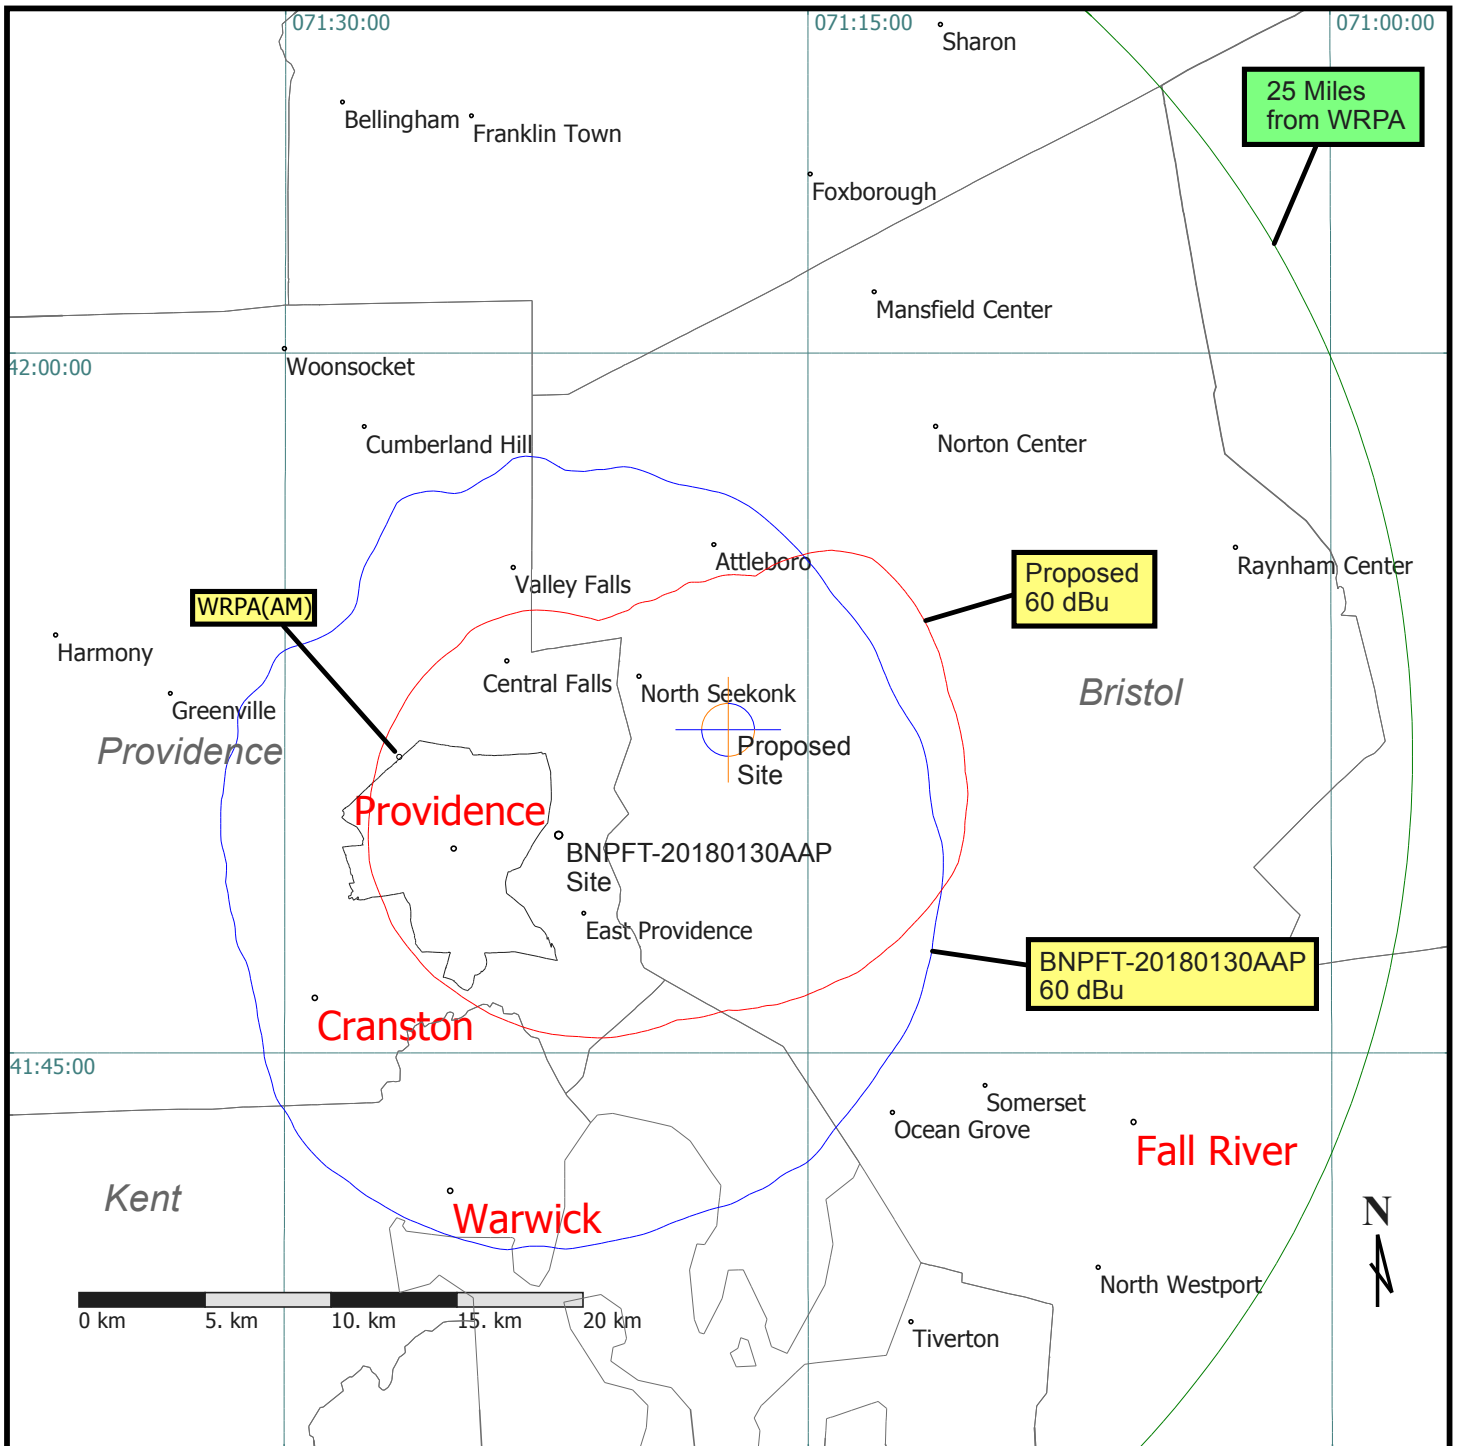 071:30:00
071:15:00
071:00:00
Sharon
25 Miles
from WRPA
Bellingham
Franklin Town
Foxborough
Mansfield Center
42:00:00
Woonsocket
Cumberland Hill
Norton Center
Attleboro
Valley Falls
Proposed
60 dBu
Raynham Center
WRPA(AM)
Harmony
Central Falls
North Seekonk
Greenville
Bristol
Providence
Proposed
Site
Providence
BNPFT-20180130AAP
Site
East Providence
BNPFT-20180130AAP
60 dBu
Cranston
41:45:00
Somerset
Ocean Grove
Fall River
Kent
Warwick
N
North Westport
0 km
5. km
10. km
15. km
20 km
Tiverton